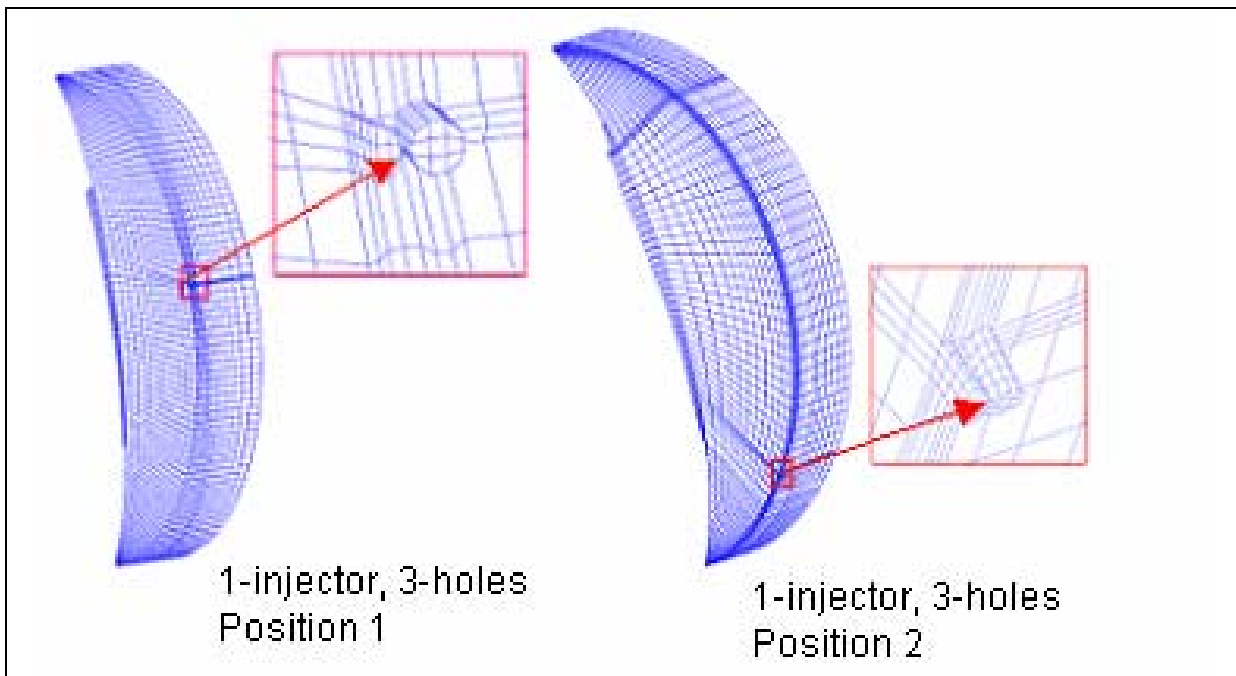 1-injector, 3-holes
Position 1
1-injector, 3-holes
Position 2